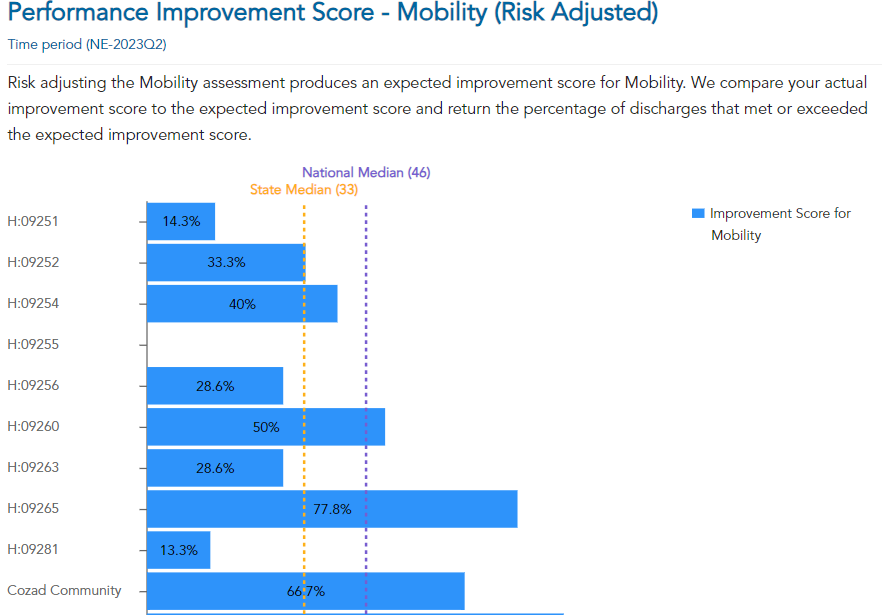 Performance Improvement Score - Mobility (Risk Adjusted)
Time period (NE-2023Q2)
Risk adjusting the Mobility assessment produces an expected improvement score for Mobility. We compare your actual
improvement score to the expected improvement score and return the percentage of discharges that met or exceeded
the expected improvement score.
National Median (46)
State Median (33)
Improvement Score for
Mobility
H:09251 14.3%
H:09252 33.3%
H:09254 40%
H:09255
H:09256 28.6%
H:09260 50%
H:09263 28.6%
H:09265 77.8%
H:09281 13.3%
Cozad Community 66.7%